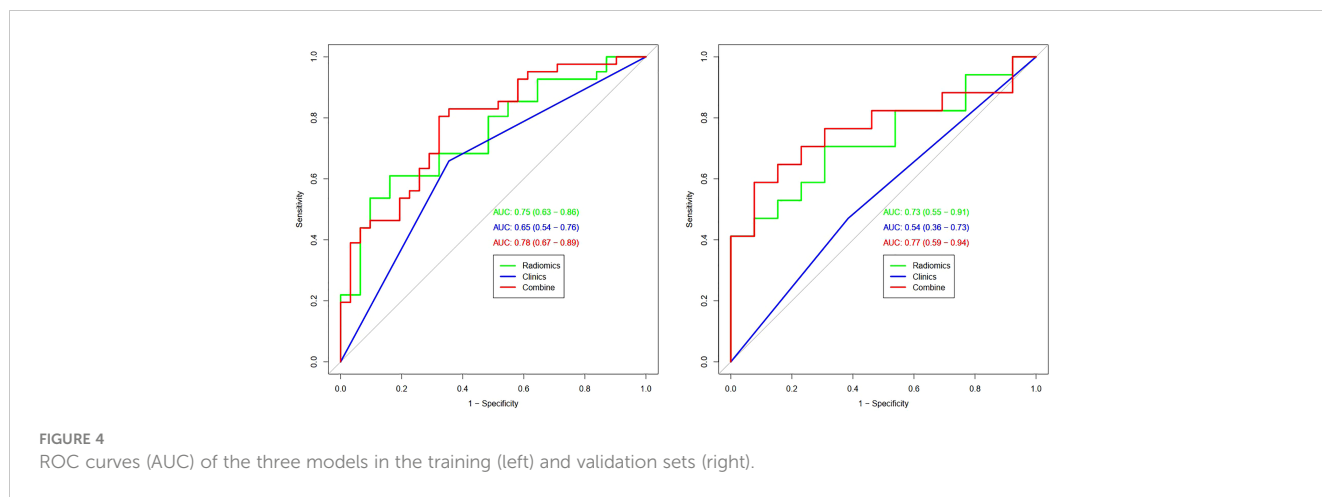 1.0
0.8
0.6
0.4
0.2
0.0
Sensitivity
AUC: 0.75 (0.63 − 0.86)
AUC: 0.65 (0.54 − 0.76)
AUC: 0.78 (0.67 − 0.89)
Radiomics
Clinics
Combine
0.0 0.2 0.4 0.6 0.8 1.0
1 − Specificity
1.0
0.8
0.6
0.4
0.2
0.0
Sensitivity
AUC: 0.73 (0.55 − 0.91)
AUC: 0.54 (0.36 − 0.73)
AUC: 0.77 (0.59 − 0.94)
Radiomics
Clinics
Combine
0.0 0.2 0.4 0.6 0.8 1.0
1 − Specificity
FIGURE 4
ROC curves (AUC) of the three models in the training (left) and validation sets (right).